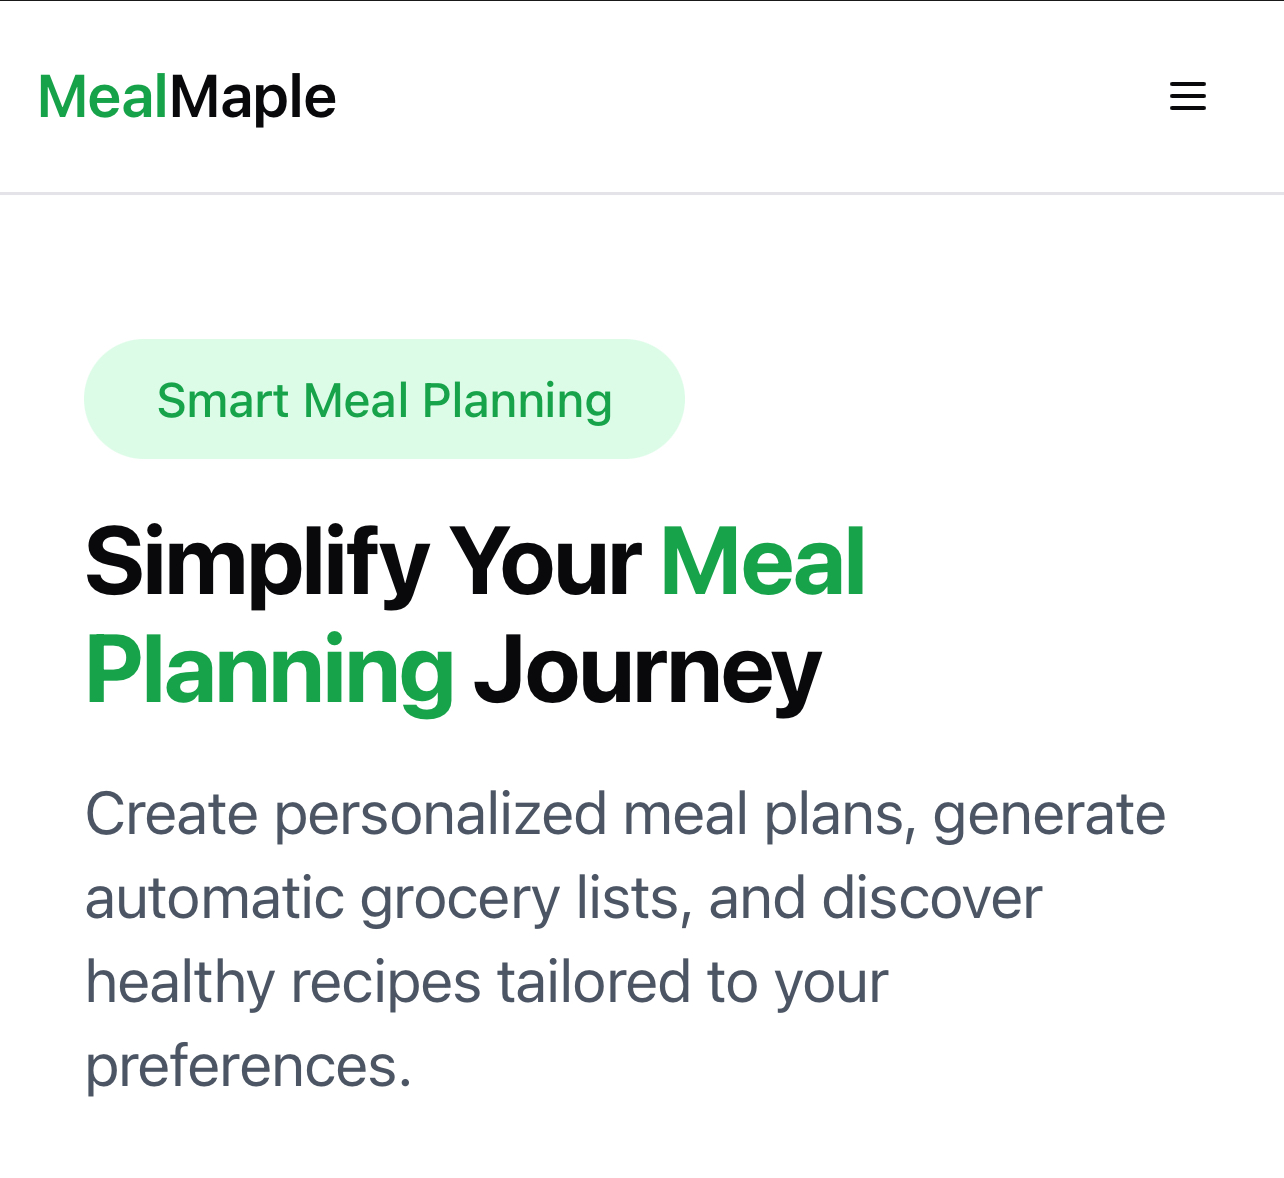 MealMaple
Smart Meal Planning
Simplify Your Meal
Planning Journey
Create personalized meal plans, generate
automatic grocery lists, and discover
healthy recipes tailored to your
preferences.